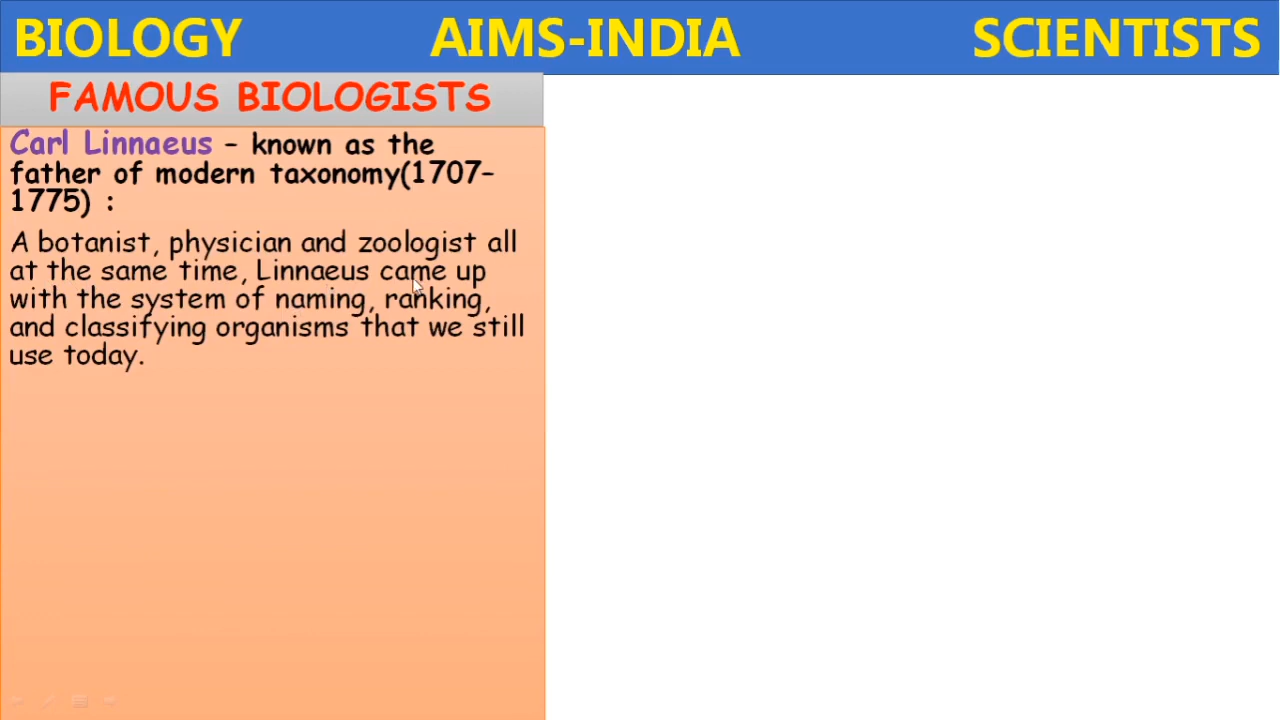 BIOLOGY AIMS-INDIA SCIENTISTS
FAMOUS BIOLOGISTS
Carl Linnaeus – known as the
father of modern taxonomy(1707–
1775) :
A botanist, physician and zoologist all
at the same time, Linnaeus came up
with the system of naming, ranking,
and classifying organisms that we still
use today.